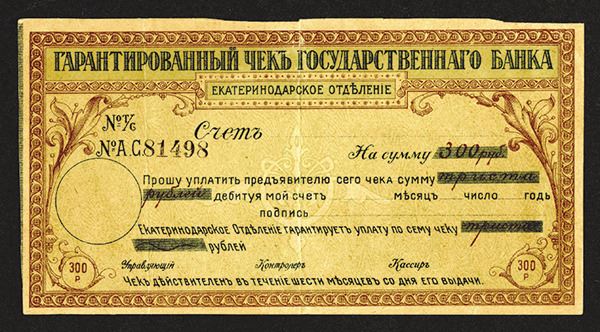 ГАРАНТИРОВАННЫЙ ЧЕКЪ ГОСУДАРСТВЕННАГО БАНКА
ЕКАТЕРИНОДАРСКОЕ ОТДѢЛЕНІЕ
№ Т/С Счетъ
№ А.С.81498 На сумму 300 руб.
Прошу уплатить предъявителю сего чека сумму триста
рублей дебитуя мой счет мѣсяцъ число годъ
подпись
Екатеринодарское Отдѣленіе гарантируетъ уплату по сему чеку триста
рублей
300 Р Управляющій Контролеръ Кассиръ 300 Р
Чекъ дѣйствителенъ въ теченіе шести мѣсяцевъ со дня его выдачи.